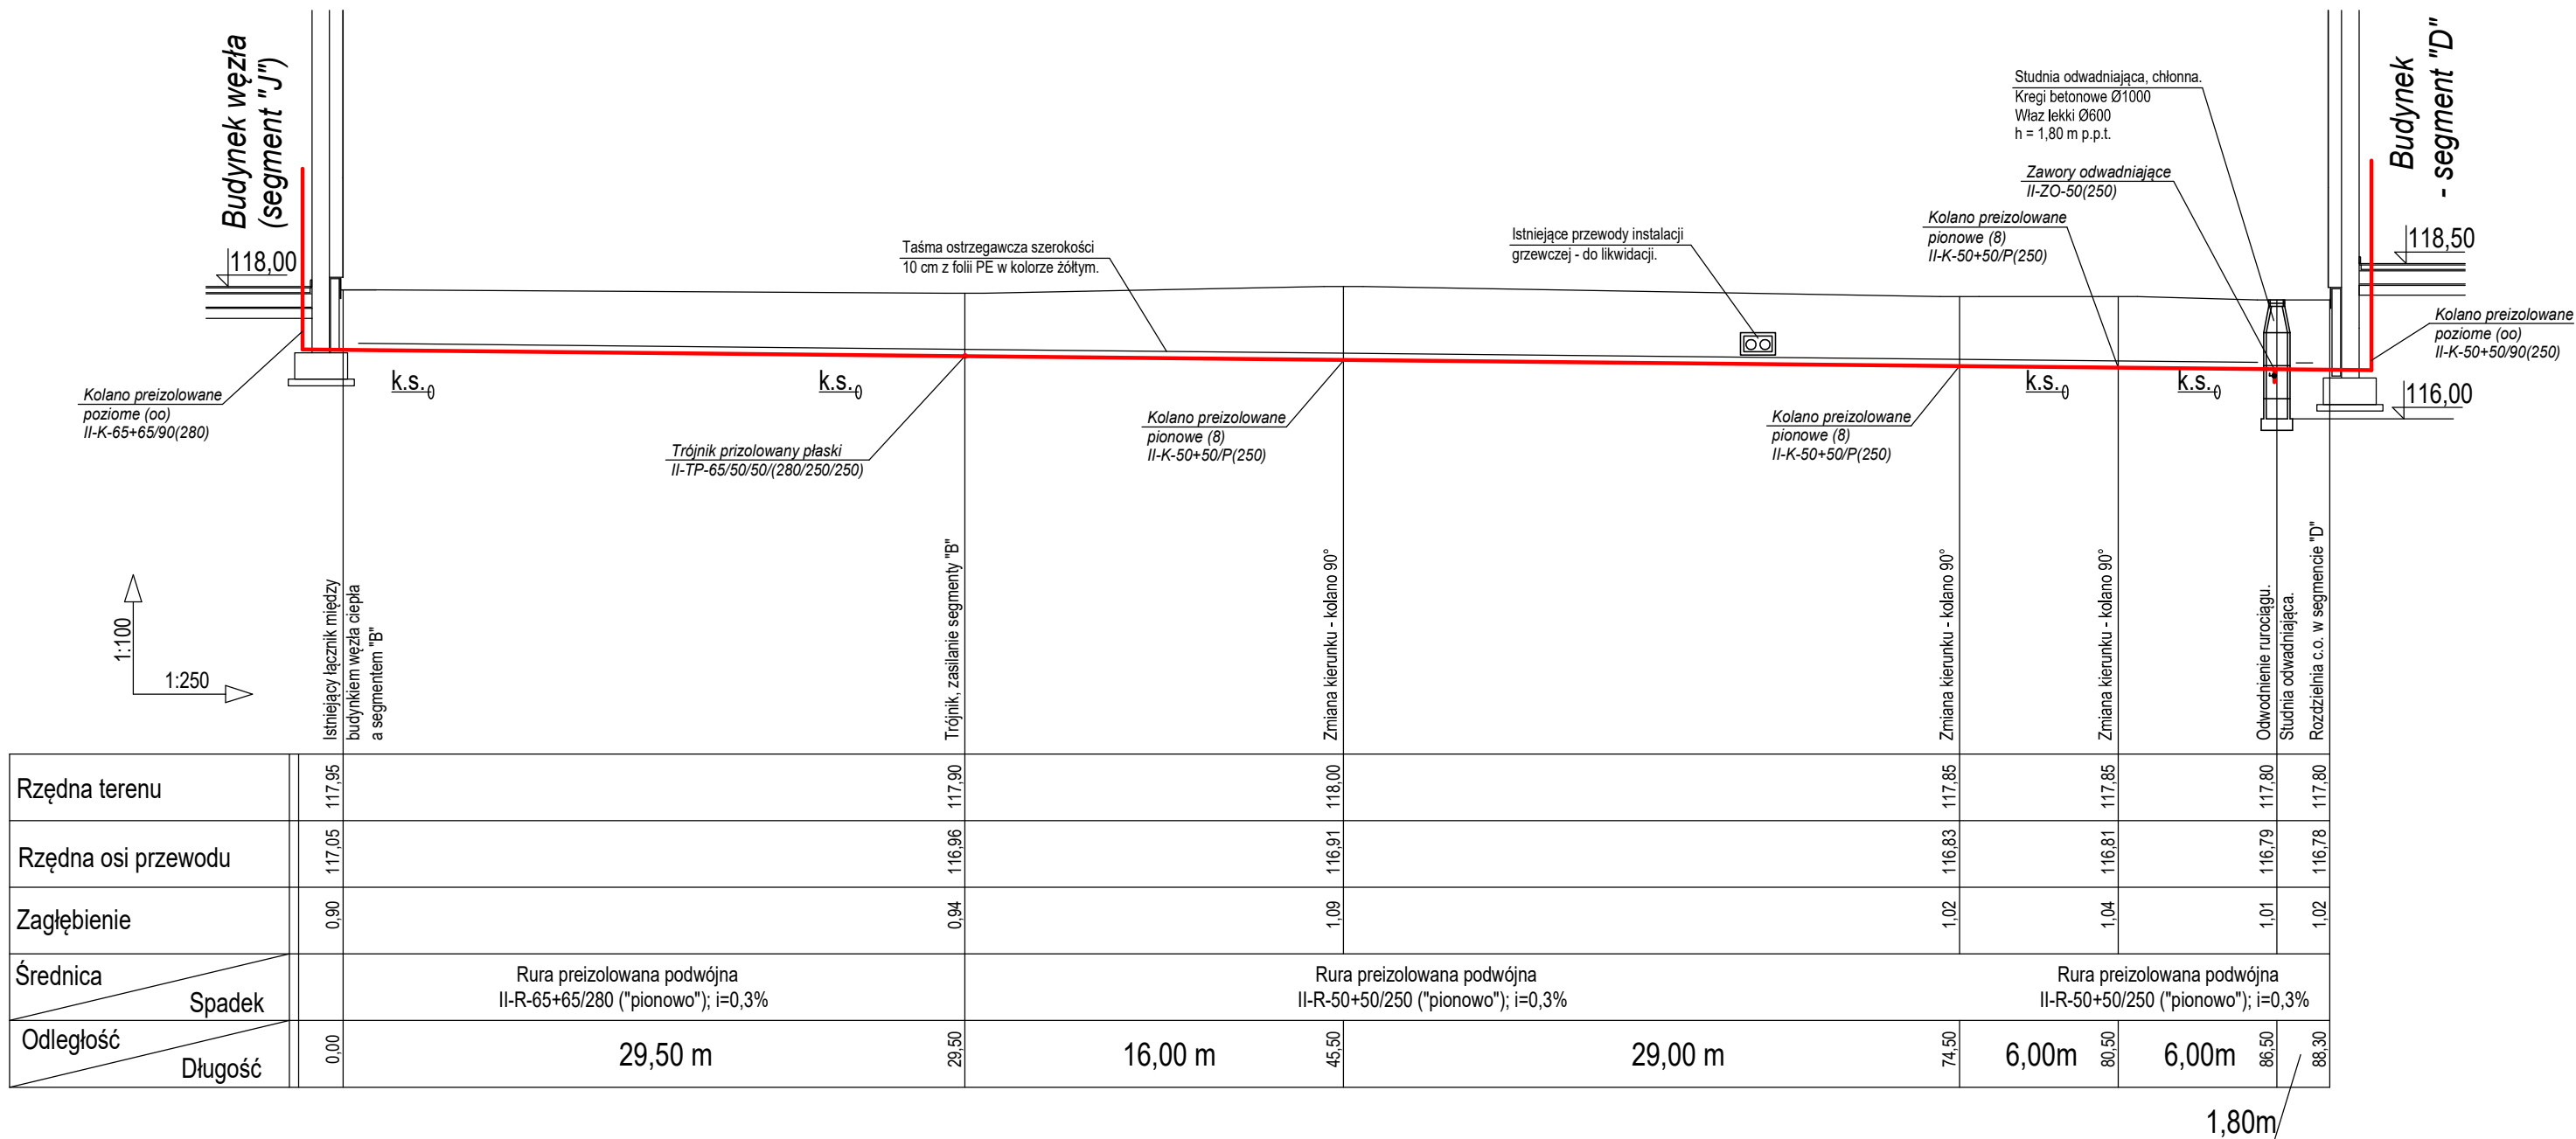 Budynek węzła
(segment "J")
118,00
Kolano preizolowane
poziome (oo)
II-K-65+65/90(280)
k.s.
k.s.
Taśma ostrzegawcza szerokości
10 cm z folii PE w kolorze żółtym.
Trójnik prizolowany płaski
II-TP-65/50/50/(280/250/250)
Kolano preizolowane
pionowe (8)
II-K-50+50/P(250)
Istniejące przewody instalacji
grzewczej - do likwidacji.
Kolano preizolowane
pionowe (8)
II-K-50+50/P(250)
Studnia odwadniająca, chłonna.
Kregi betonowe Ø1000
Właz lekki Ø600
h = 1,80 m p.p.t.
Zawory odwadniające
II-ZO-50(250)
Kolano preizolowane
pionowe (8)
II-K-50+50/P(250)
k.s.
k.s.
Budynek
- segment "D"
118,50
Kolano preizolowane
poziome (oo)
II-K-50+50/90(250)
116,00
1:100
1:250
Istniejący łącznik między
budynkiem węzła ciepła
a segmentem "B"
Trójnik, zasilanie segmenty "B"
Zmiana kierunku - kolano 90°
Zmiana kierunku - kolano 90°
Zmiana kierunku - kolano 90°
Odwodnienie rurociągu.
Studnia odwadniająca.
Rozdzielnia c.o. w segmencie "D"
Rzędna terenu
117,95
117,90
118,00
117,85
117,85
117,80
117,80
Rzędna osi przewodu
117,05
116,96
116,91
116,83
116,81
116,79
116,78
Zagłębienie
0,90
0,94
1,09
1,02
1,04
1,01
1,02
Średnica
Spadek
Rura preizolowana podwójna
II-R-65+65/280 ("pionowo"); i=0,3%
Rura preizolowana podwójna
II-R-50+50/250 ("pionowo"); i=0,3%
Rura preizolowana podwójna
II-R-50+50/250 ("pionowo"); i=0,3%
Odległość
Długość
0,00
29,50 m
29,50
16,00 m
45,50
29,00 m
74,50
6,00m
80,50
6,00m
86,50
88,30
1,80m